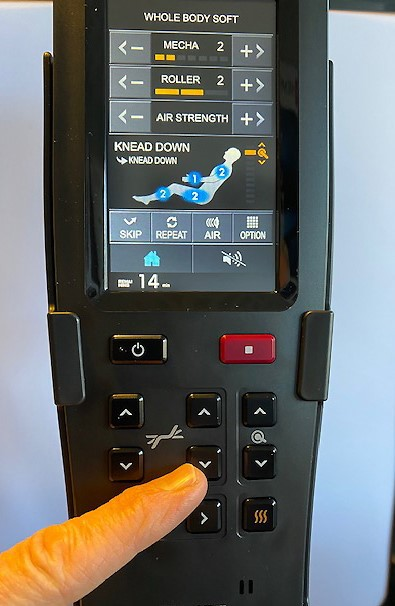 WHOLE BODY SOFT
MECHA 2
ROLLER 2
AIR STRENGTH
KNEAD DOWN
KNEAD DOWN
2
1
2
2
SKIP REPEAT AIR OPTION
14 min